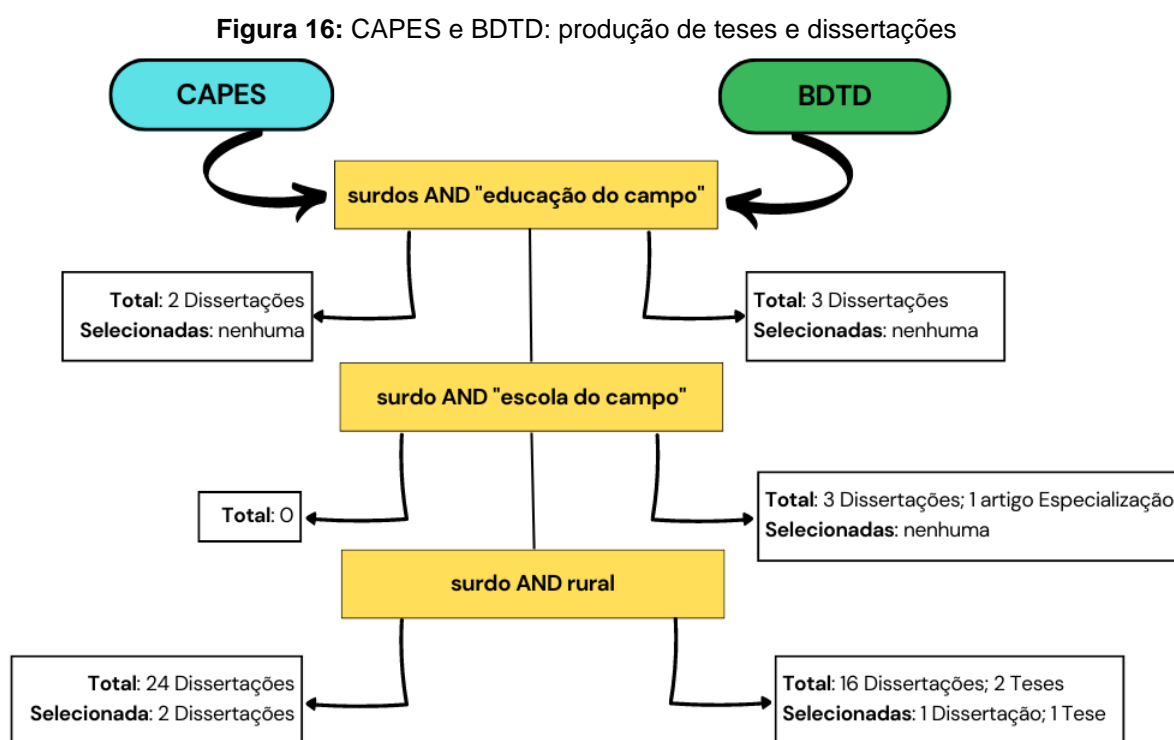 Figura 16: CAPES e BDTD: produção de teses e dissertações
CAPES
BDTD
surdos AND "educação do campo"
Total: 2 Dissertações
Selecionadas: nenhuma
Total: 3 Dissertações
Selecionadas: nenhuma
surdo AND "escola do campo"
Total: 0
Total: 3 Dissertações; 1 artigo Especialização
Selecionadas: nenhuma
surdo AND rural
Total: 24 Dissertações
Selecionada: 2 Dissertações
Total: 16 Dissertações; 2 Teses
Selecionadas: 1 Dissertação; 1 Tese